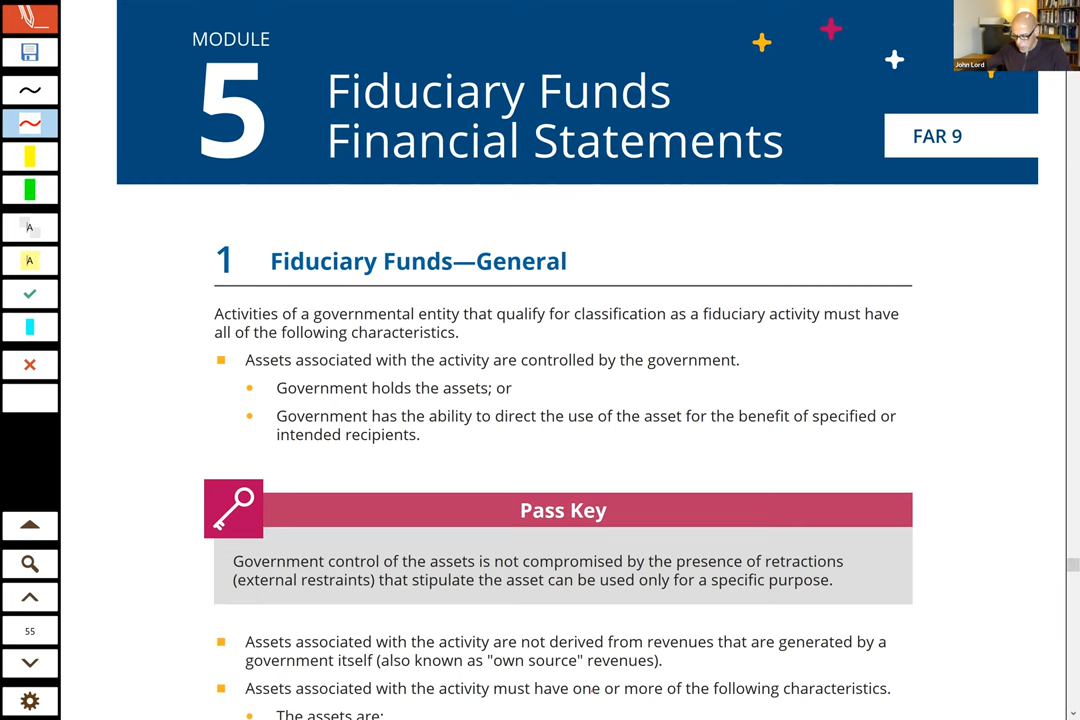 MODULE
5
Fiduciary Funds
Financial Statements
FAR 9
John Lord
1 Fiduciary Funds—General
Activities of a governmental entity that qualify for classification as a fiduciary activity must have
all of the following characteristics.
Assets associated with the activity are controlled by the government.
Government holds the assets; or
Government has the ability to direct the use of the asset for the benefit of specified or
intended recipients.
Pass Key
Government control of the assets is not compromised by the presence of retractions
(external restraints) that stipulate the asset can be used only for a specific purpose.
Assets associated with the activity are not derived from revenues that are generated by a
government itself (also known as "own source" revenues).
Assets associated with the activity must have one or more of the following characteristics.
The assets are:
A
A
55